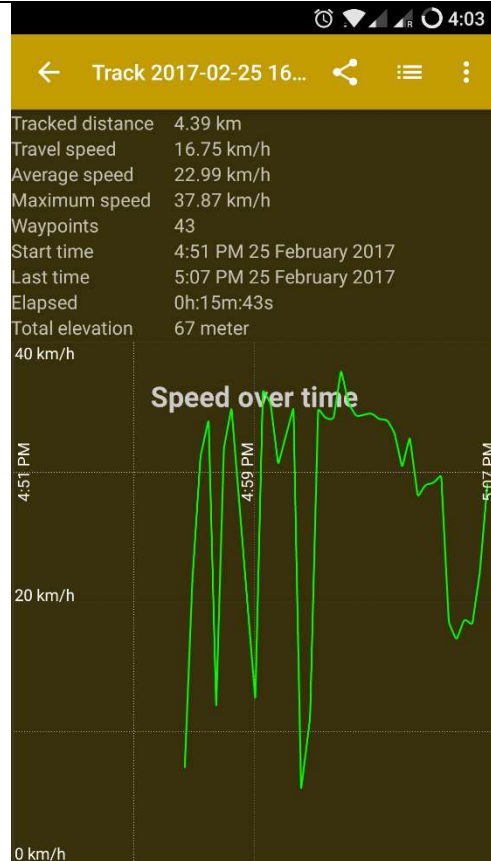 R 4:03
Track 2017-02-25 16...
Tracked distance 4.39 km
Travel speed 16.75 km/h
Average speed 22.99 km/h
Maximum speed 37.87 km/h
Waypoints 43
Start time 4:51 PM 25 February 2017
Last time 5:07 PM 25 February 2017
Elapsed 0h:15m:43s
Total elevation 67 meter
40 km/h
Speed over time
4:51 PM
4:59 PM
5:07 PM
20 km/h
0 km/h